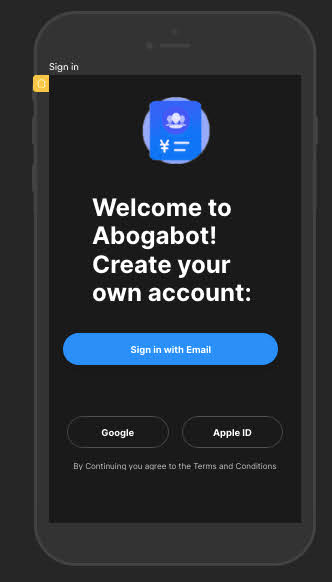 Sign in
¥
Welcome to
Abogabot!
Create your
own account:
Sign in with Email
Google
Apple ID
By Continuing you agree to the Terms and Conditions